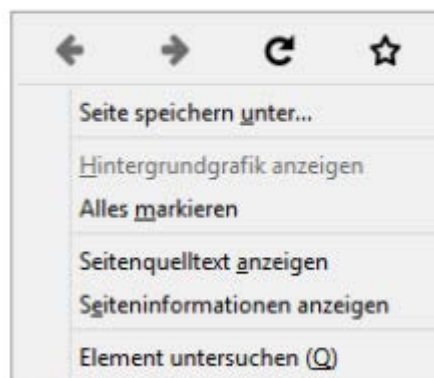 Seite speichern unter...
Hintergrundgrafik anzeigen
Alles markieren
Seitenquelltext anzeigen
Seiteninformationen anzeigen
Element untersuchen (Q)